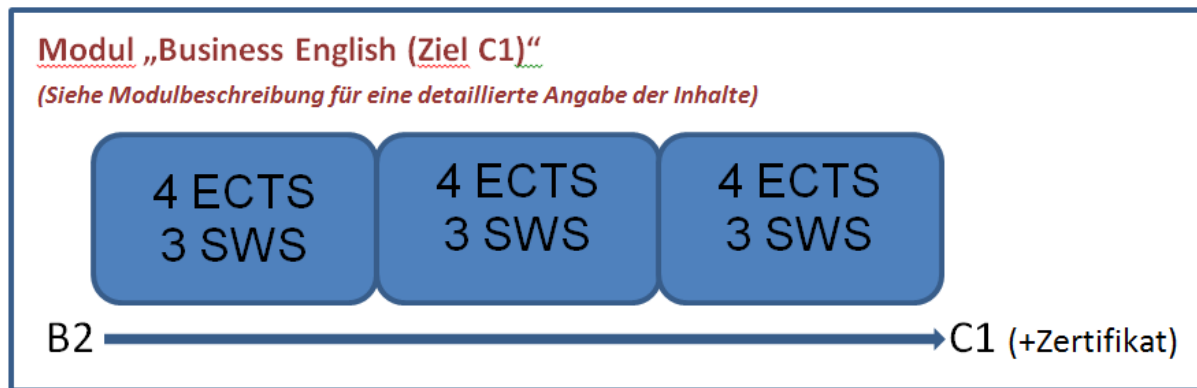 Modul „Business English (Ziel C1)“
(Siehe Modulbeschreibung für eine detaillierte Angabe der Inhalte)
4 ECTS
3 SWS
4 ECTS
3 SWS
4 ECTS
3 SWS
B2
C1 (+Zertifikat)